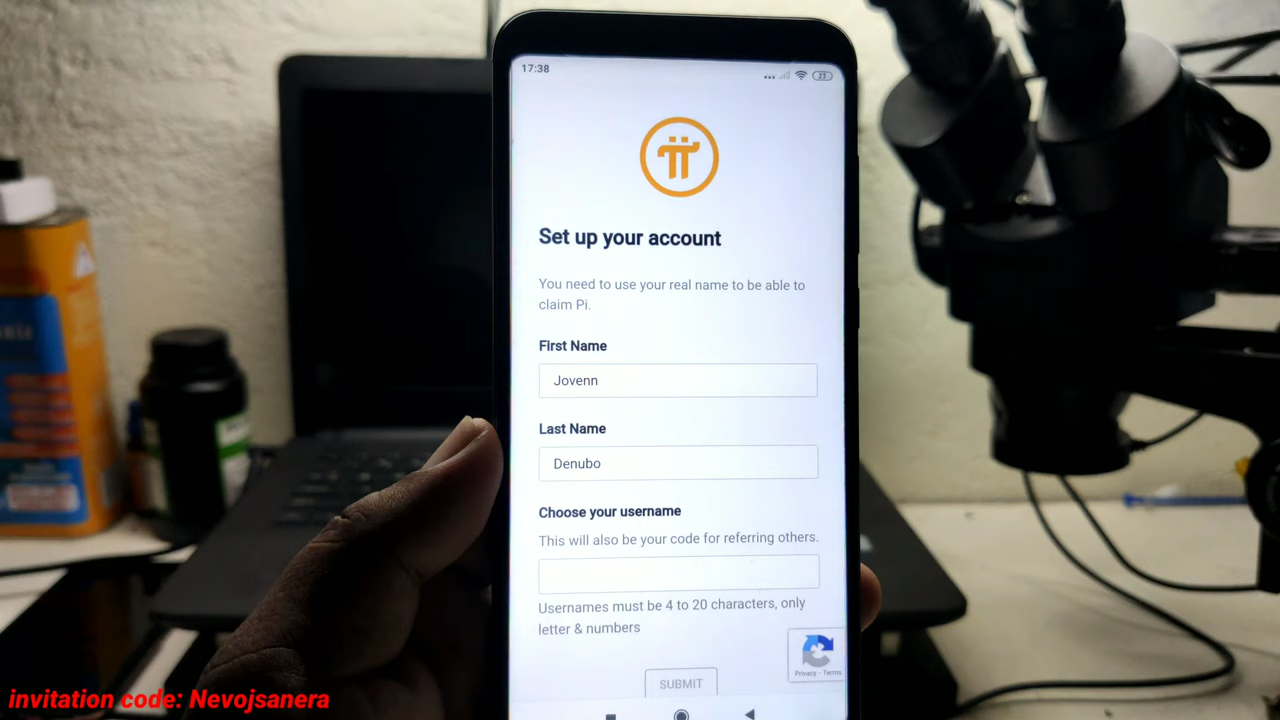 17:38
23
Set up your account
You need to use your real name to be able to
claim Pi.
First Name
Jovenn
Last Name
Denubo
Choose your username
This will also be your code for referring others.
Usernames must be 4 to 20 characters, only
letter & numbers
Privacy - Terms
SUBMIT
invitation code: Nevojsanera